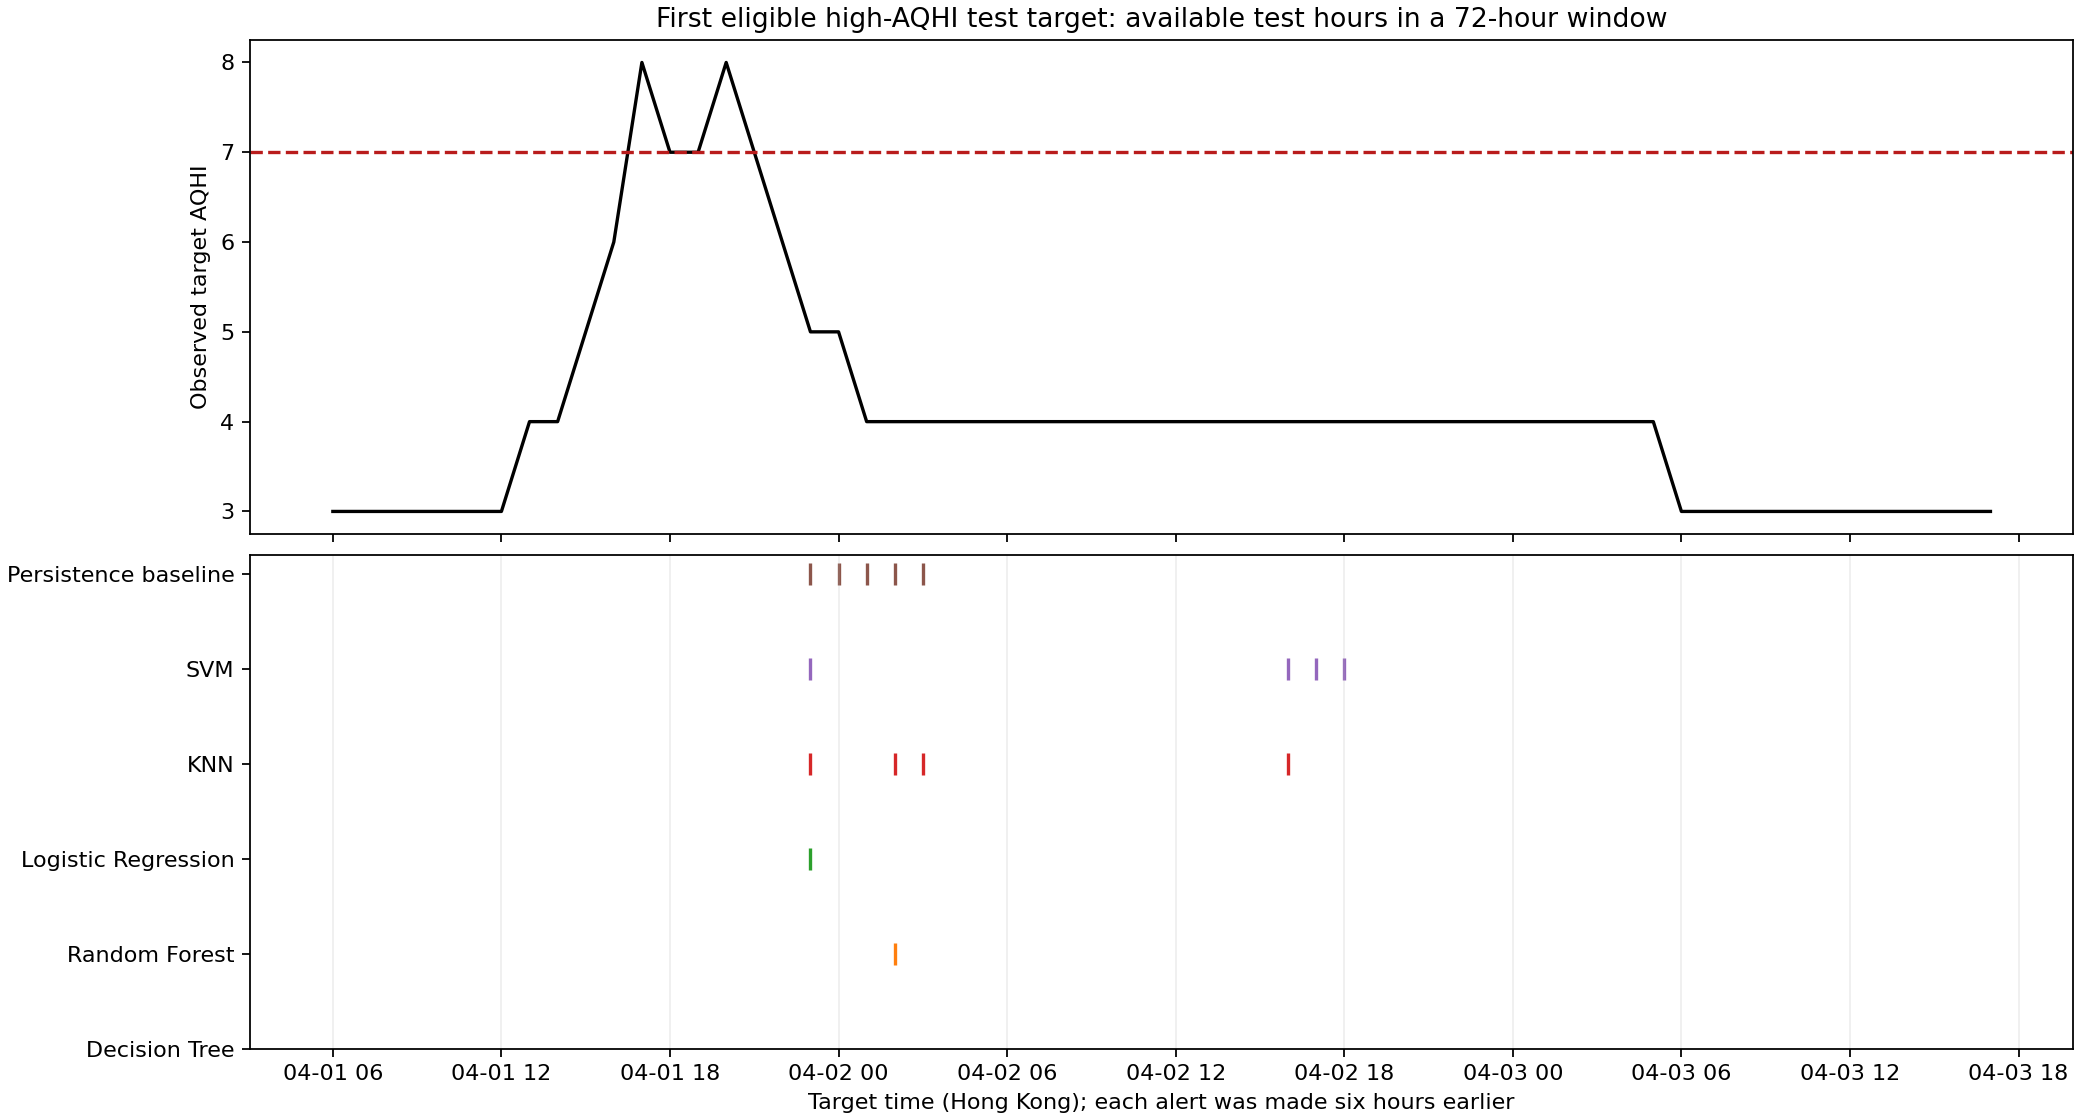 First eligible high-AQHI test target: available test hours in a 72-hour window
Observed target AQHI
8
7
6
5
4
3
Persistence baseline
SVM
KNN
Logistic Regression
Random Forest
Decision Tree
04-01 06 04-01 12 04-01 18 04-02 00 04-02 06 04-02 12 04-02 18 04-03 00 04-03 06 04-03 12 04-03 18
Target time (Hong Kong); each alert was made six hours earlier